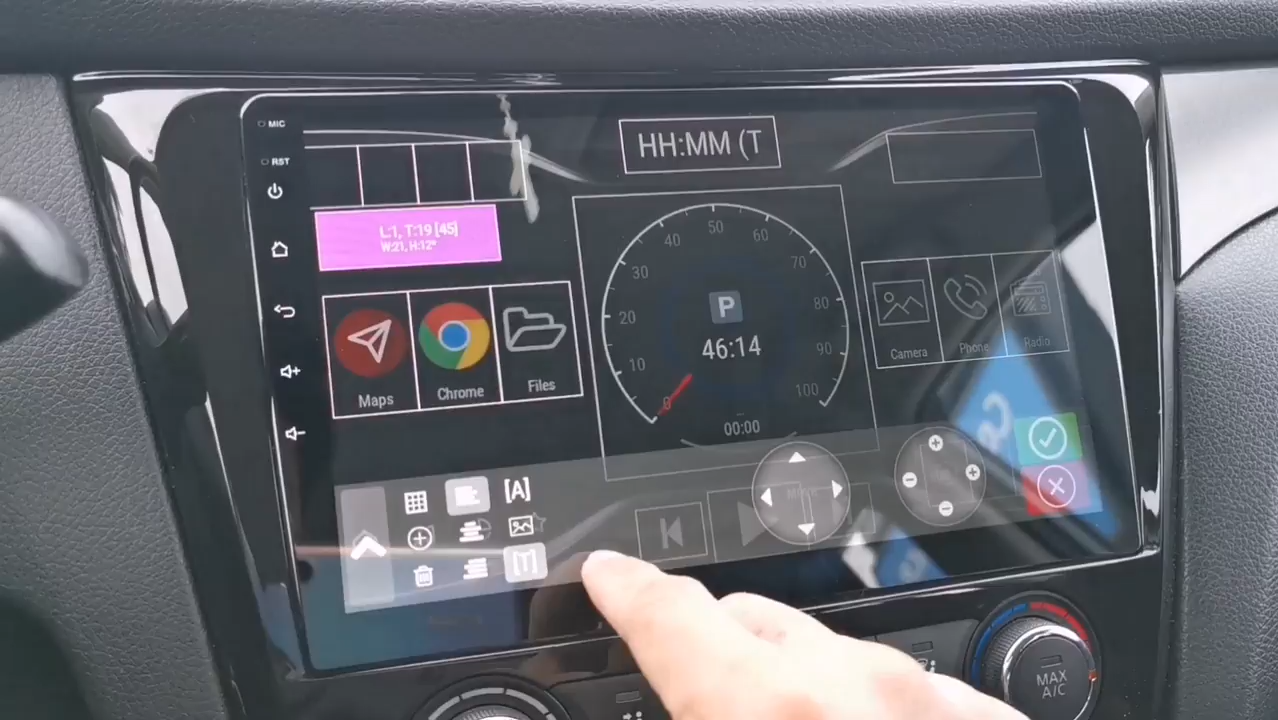 MIC
HH:MM (T
RST
L:1, T:19 [45]
W:21, H:12*
40 50 60
30 70
20 80
10 90
0 100
P
46:14
00:00
Maps
Chrome
Files
Camera
Phone
Radio
[A]
[T]
MAX
A/C